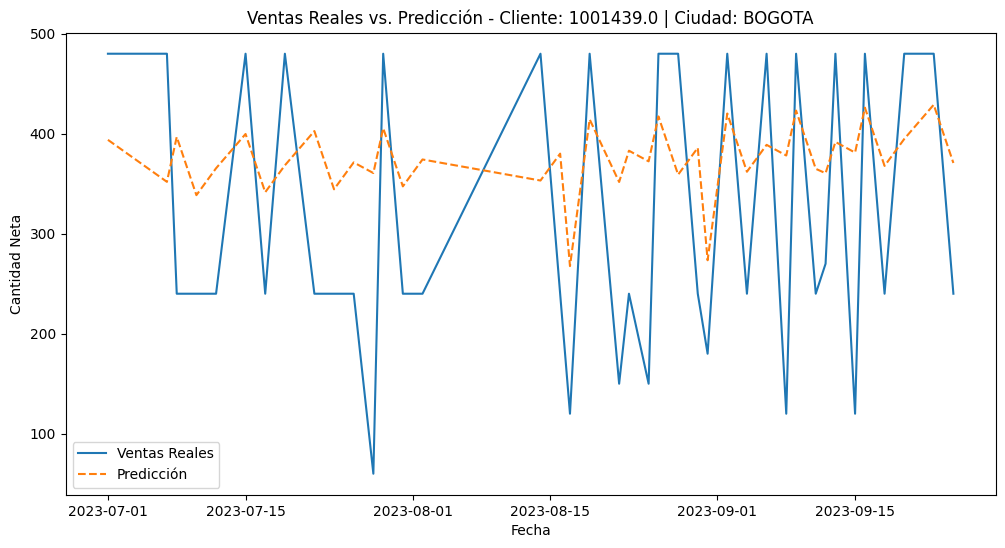 Ventas Reales vs. Predicción - Cliente: 1001439.0 | Ciudad: BOGOTA
500
400
300
200
100
Cantidad Neta
Ventas Reales
Predicción
2023-07-01 2023-07-15 2023-08-01 2023-08-15 2023-09-01 2023-09-15
Fecha